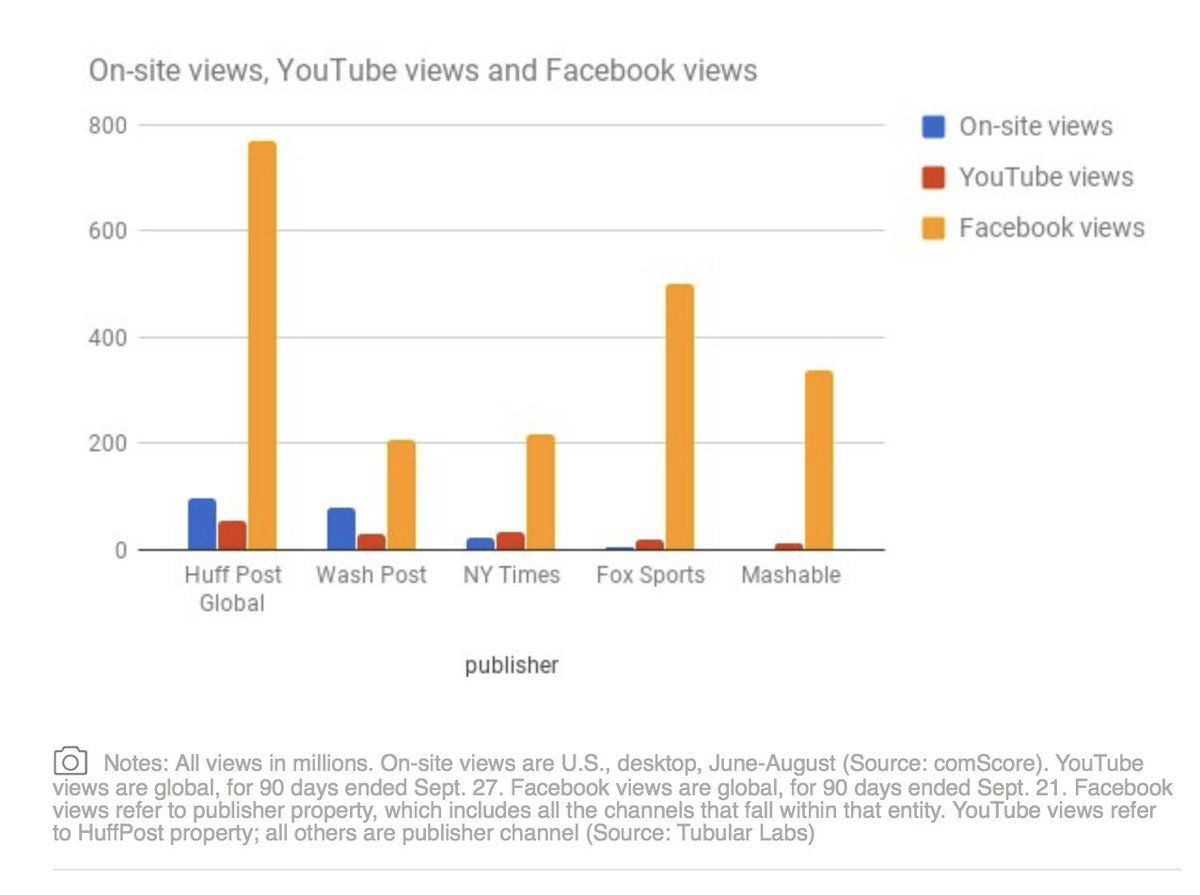 On-site views, YouTube views and Facebook views
800
600
400
200
0
On-site views
YouTube views
Facebook views
Huff Post Global
Wash Post
NY Times
Fox Sports
Mashable
publisher
Notes: All views in millions. On-site views are U.S., desktop, June-August (Source: comScore). YouTube
views are global, for 90 days ended Sept. 27. Facebook views are global, for 90 days ended Sept. 21. Facebook
views refer to publisher property, which includes all the channels that fall within that entity. YouTube views refer
to HuffPost property; all others are publisher channel (Source: Tubular Labs)